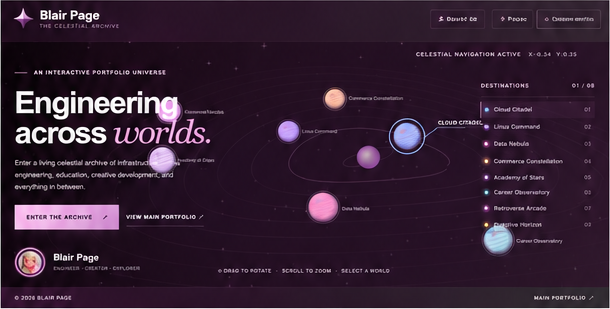 Blair Page
THE CELESTIAL ARCHIVE
CELESTIAL NAVIGATION ACTIVE
AN INTERACTIVE PORTFOLIO UNIVERSE
DESTINATIONS 01 / 08
Engineering
across worlds.
Enter a living celestial archive of
engineering, education, creative development, and
everything in between.
ENTER THE ARCHIVE ↗
VIEW MAIN PORTFOLIO ↗
Commerce Constellation
Linux Command
CLOUD CITADEL
Data Nebula
Cloud Citadel 01
Linux Command 02
Data Nebula 03
Commerce Constellation 04
Academy of Stars 05
Career Observatory
Retroverse Arcade
Horizon
Career Observatory
Blair Page
ENGINEER · CREATOR · EXPLORER
DRAG TO ROTATE · SCROLL TO ZOOM · SELECT A WORLD
© 2026 BLAIR PAGE
MAIN PORTFOLIO ↗